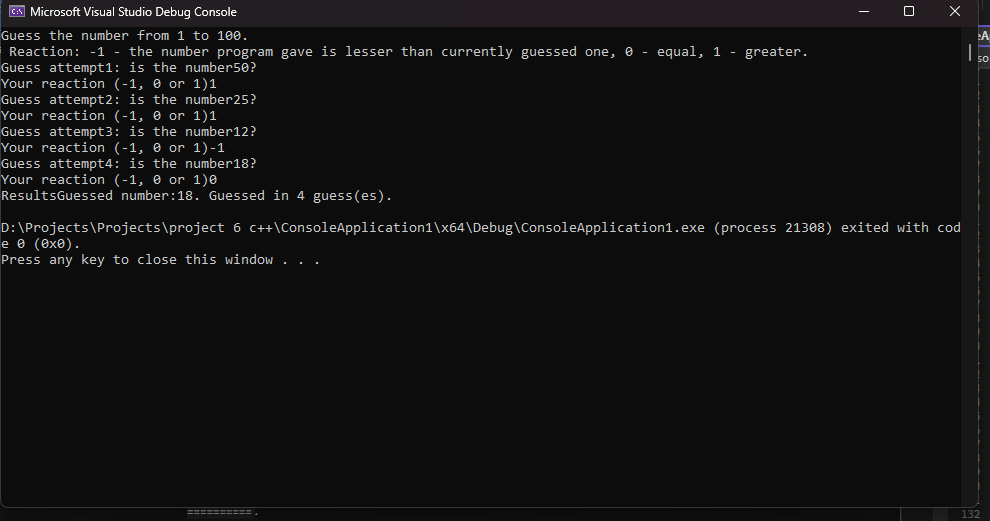 Microsoft Visual Studio Debug Console
Guess the number from 1 to 100.
Reaction: -1 - the number program gave is lesser than currently guessed one, 0 - equal, 1 - greater.
Guess attempt1: is the number50?
Your reaction (-1, 0 or 1)1
Guess attempt2: is the number25?
Your reaction (-1, 0 or 1)1
Guess attempt3: is the number12?
Your reaction (-1, 0 or 1)-1
Guess attempt4: is the number18?
Your reaction (-1, 0 or 1)0
ResultsGuessed number:18. Guessed in 4 guess(es).
D:\Projects\Projects\project 6 c++\ConsoleApplication1\x64\Debug\ConsoleApplication1.exe (process 21308) exited with cod
e 0 (0x0).
Press any key to close this window . . .
132